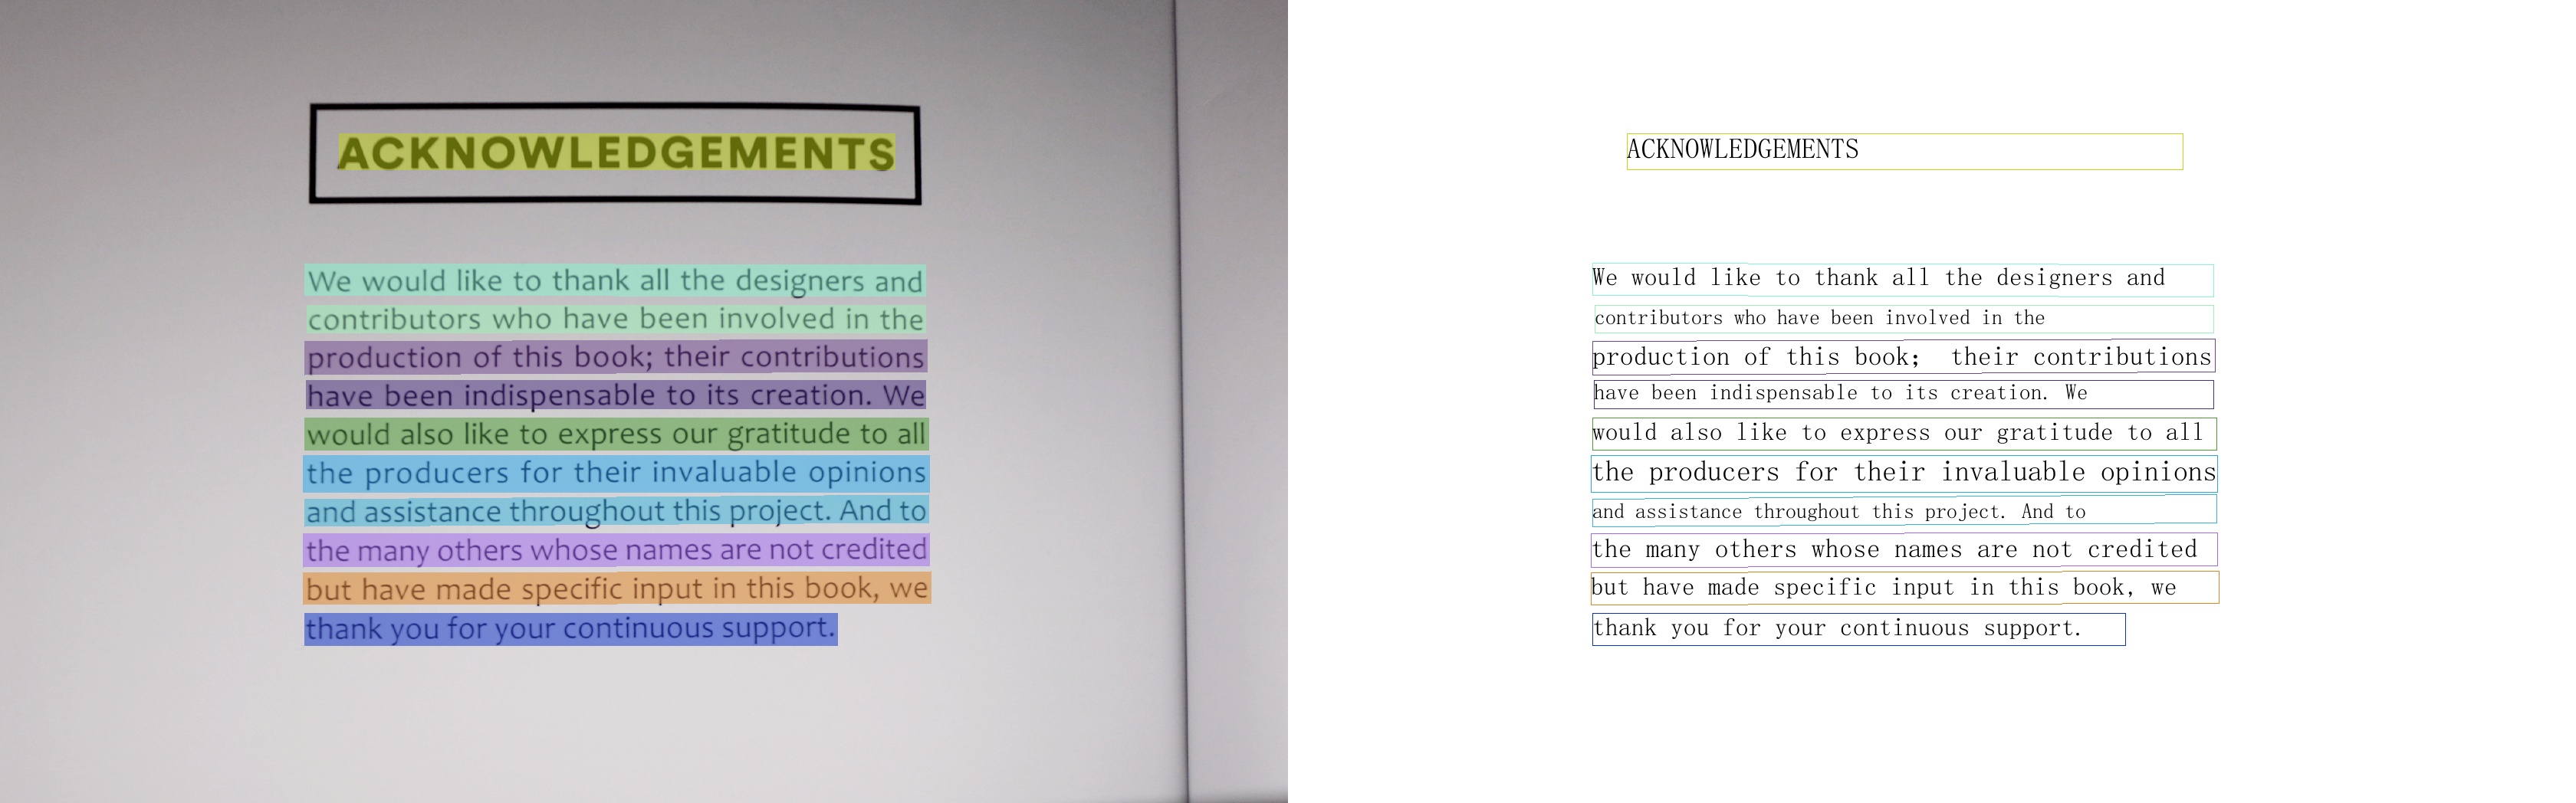 ACKNOWLEDGEMENTS
We would like to thank all the designers and
contributors who have been involved in the
production of this book; their contributions
have been indispensable to its creation. We
would also like to express our gratitude to all
the producers for their invaluable opinions
and assistance throughout this project. And to
the many others whose names are not credited
but have made specific input in this book, we
thank you for your continuous support.
ACKNOWLEDGEMENTS
We would like to thank all the designers and
contributors who have been involved in the
production of this book; their contributions
have been indispensable to its creation. We
would also like to express our gratitude to all
the producers for their invaluable opinions
and assistance throughout this project. And to
the many others whose names are not credited
but have made specific input in this book, we
thank you for your continuous support.